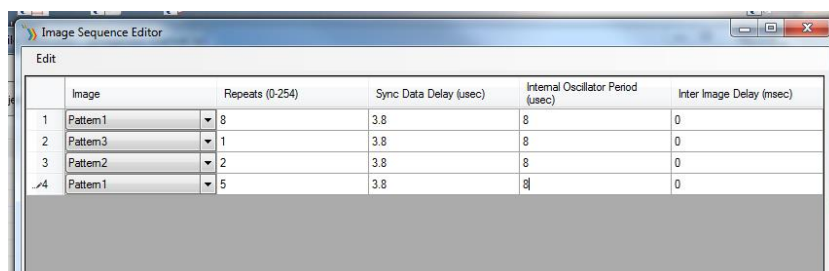 Image Sequence Editor
Edit
Image Repeats (0-254) Sync Data Delay (usec) Internal Oscillator Period (usec) Inter Image Delay (msec)
1 Pattern1 8 3.8 8 0
2 Pattern3 1 3.8 8 0
3 Pattern2 2 3.8 8 0
4 Pattern1 5 3.8 8 0